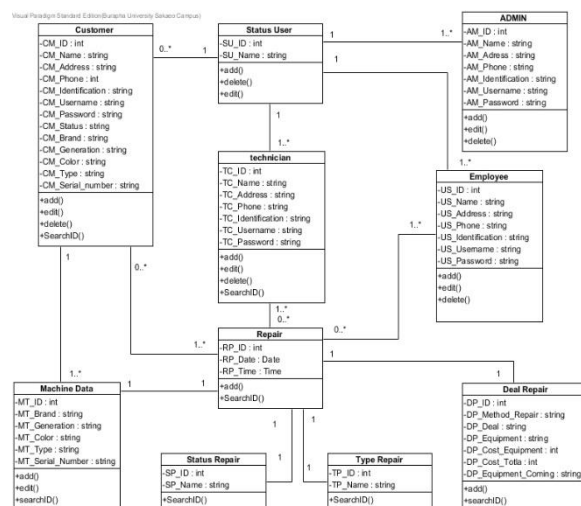 Visual Paradigm Standard Edition(Burapha University Sakaeo Campus)
Customer
-CM_ID : int
-CM_Name : string
-CM_Address : string
-CM_Phone : int
-CM_Identification : string
-CM_Username : string
-CM_Password : string
-CM_Status : string
-CM_Brand : string
-CM_Generation : string
-CM_Color : string
-CM_Type : string
-CM_Serial_number : string
+add()
+edit()
+delete()
+SearchID()
0..*
1
Status User
-SU_ID : int
-SU_Name : string
+add()
+delete()
+edit()
1
1..*
1
ADMIN
-AM_ID : int
-AM_Name : string
-AM_Adress : string
-AM_Phone : string
-AM_Identification : string
-AM_Username : string
-AM_Password : string
+add()
+edit()
+delete()
1
1..*
technician
-TC_ID : int
-TC_Name : string
-TC_Address : string
-TC_Phone : string
-TC_Identification : string
-TC_Username : string
-TC_Password : string
+add()
+edit()
+delete()
+SearchID()
1..*
Employee
-US_ID : int
-US_Name : string
-US_Address : string
-US_Phone : string
-US_Identification : string
-US_Username : string
-US_Password : string
+add()
+edit()
+delete()
1..*
1
0..*
1..*
0..*
Repair
-RP_ID : int
-RP_Date : Date
-RP_Time : Time
+add()
+SearchID()
1..*
0..*
1
1..*
1
1
1
Machine Data
-MT_ID : int
-MT_Brand : string
-MT_Generation : string
-MT_Color : string
-MT_Type : string
-MT_Serial_Number : string
+add()
+edit()
+searchID()
1
1
Status Repair
-SP_ID : int
-SP_Name : string
+SearchID()
1
1
Type Repair
-TP_ID : int
-TP_Name : string
+SearchID()
1
Deal Repair
-DP_ID : int
-DP_Method_Repair : string
-DP_Deal : string
-DP_Equipment : string
-DP_Cost_Equipment : int
-DP_Cost_Totla : int
-DP_Equipment_Coming : string
+add()
+searchID()